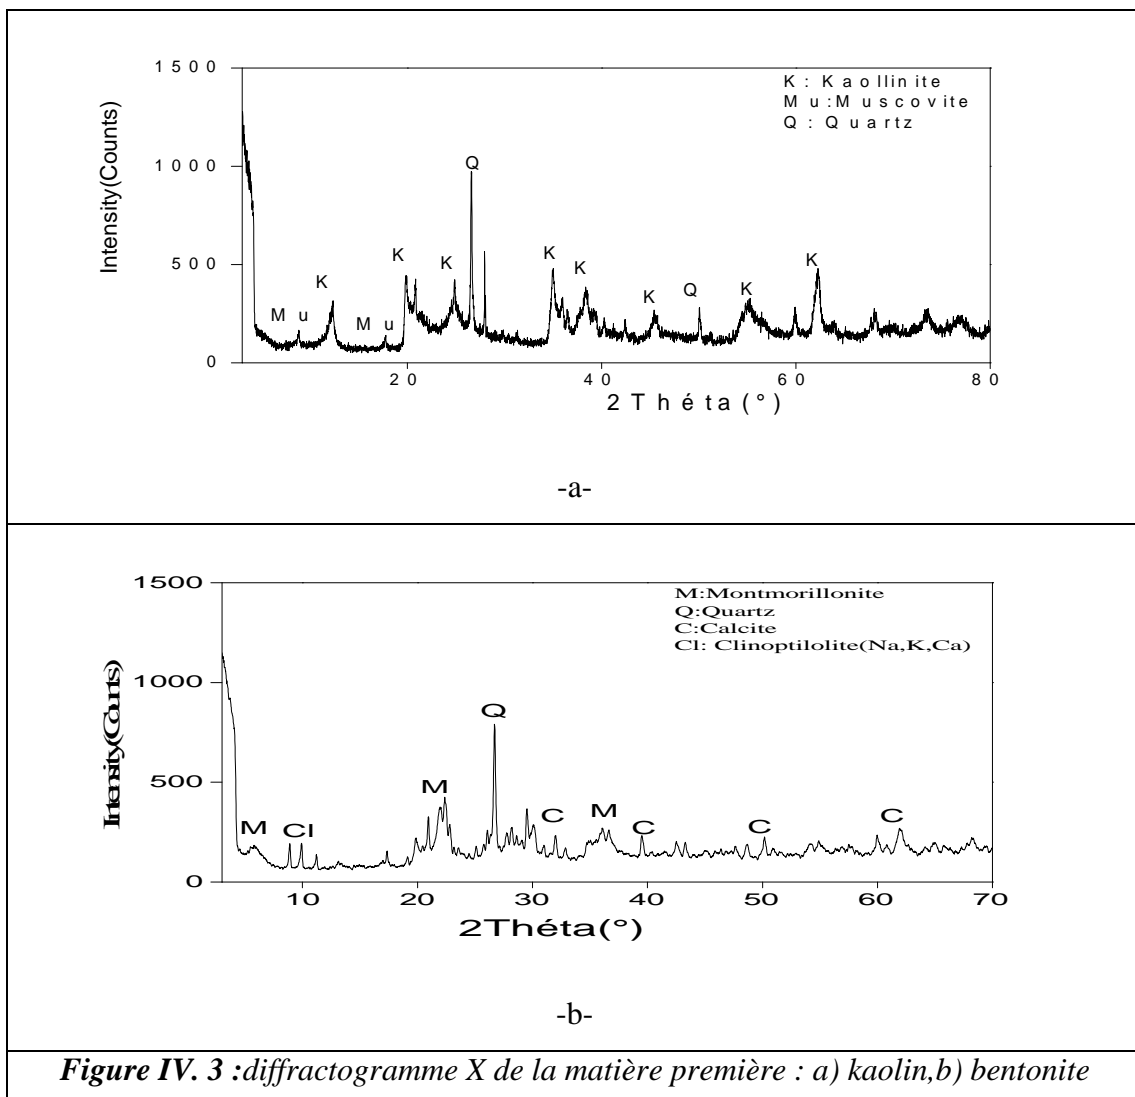 1500
1000
500
0
Intensity(Counts)
K : Kaollinite
Mu:Muscovite
Q : Quartz
Q
K
K
K
K
K
K
Q
K
K
Mu
Mu
20
40
60
80
2 Théta(°)
-a-
1500
1000
500
0
Intensity(Counts)
M:Montmorillonite
Q:Quartz
C:Calcite
Cl: Clinoptilolite(Na,K,Ca)
M
Cl
M
Q
C
M
C
C
C
10
20
30
40
50
60
70
2Théta(°)
-b-
Figure IV. 3 :diffractogramme X de la matière première : a) kaolin,b) bentonite